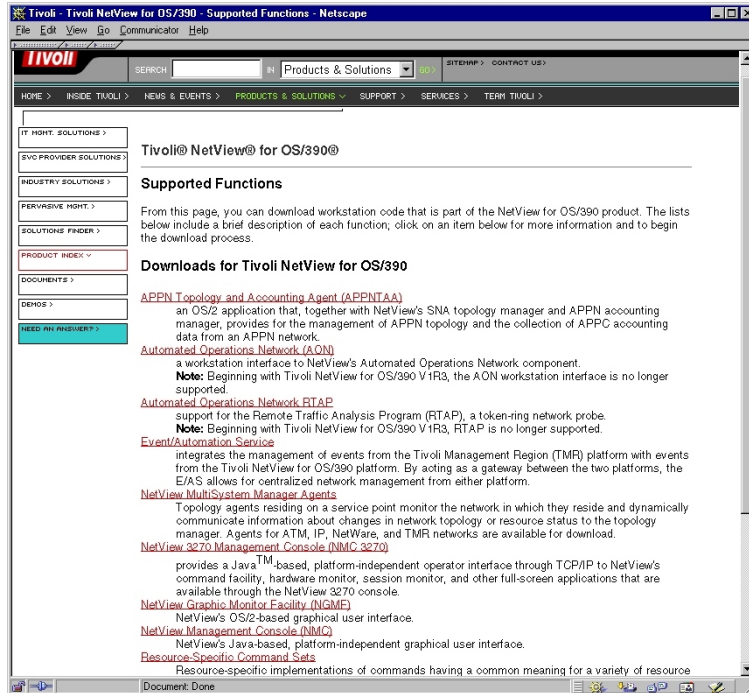 Tivoli - Tivoli NetView for OS/390 - Supported Functions - Netscape
File Edit View Go Communicator Help
Tivoli
SEARCH IN Products & Solutions GO> SITEMAP> CONTACT US>
HOME > INSIDE TIVOLI > NEWS & EVENTS > PRODUCTS & SOLUTIONS SUPPORT > SERVICES > TEAM TIVOLI >
IT MGMT. SOLUTIONS >
SVC PROVIDER SOLUTIONS >
INDUSTRY SOLUTIONS >
PERVASIVE MGMT. >
SOLUTIONS FINDER >
PRODUCT INDEX
DOCUMENTS >
DEMOS >
NEED AN ANSWER? >
Tivoli® NetView® for OS/390®
Supported Functions
From this page, you can download workstation code that is part of the NetView for OS/390 product. The lists
below include a brief description of each function; click on an item below for more information and to begin
the download process.
Downloads for Tivoli NetView for OS/390
APPN Topology and Accounting Agent (APPNTAA)
an OS/2 application that, together with NetView's SNA topology manager and APPN accounting
manager, provides for the management of APPN topology and the collection of APPC accounting
data from an APPN network.
Automated Operations Network (AON)
a workstation interface to NetView's Automated Operations Network component.
Note: Beginning with Tivoli NetView for OS/390 V1R3, the AON workstation interface is no longer
supported.
Automated Operations Network RTAP
support for the Remote Traffic Analysis Program (RTAP), a token-ring network probe.
Note: Beginning with Tivoli NetView for OS/390 V1R3, RTAP is no longer supported.
Event/Automation Service
integrates the management of events from the Tivoli Management Region (TMR) platform with events
from the Tivoli NetView for OS/390 platform. By acting as a gateway between the two platforms, the
E/AS allows for centralized network management from either platform.
NetView MultiSystem Manager Agents
Topology agents residing on a service point monitor the network in which they reside and dynamically
communicate information about changes in network topology or resource status to the topology
manager. Agents for ATM, IP, NetWare, and TMR networks are available for download.
NetView 3270 Management Console (NMC 3270)
provides a Java™-based, platform-independent operator interface through TCP/IP to NetView's
command facility, hardware monitor, session monitor, and other full-screen applications that are
available through the NetView 3270 console.
NetView Graphic Monitor Facility (NGMF)
NetView's OS/2-based graphical user interface.
NetView Management Console (NMC)
NetView's Java-based, platform-independent graphical user interface.
Resource-Specific Command Sets
Resource-specific implementations of commands having a common meaning for a variety of resource
Document: Done